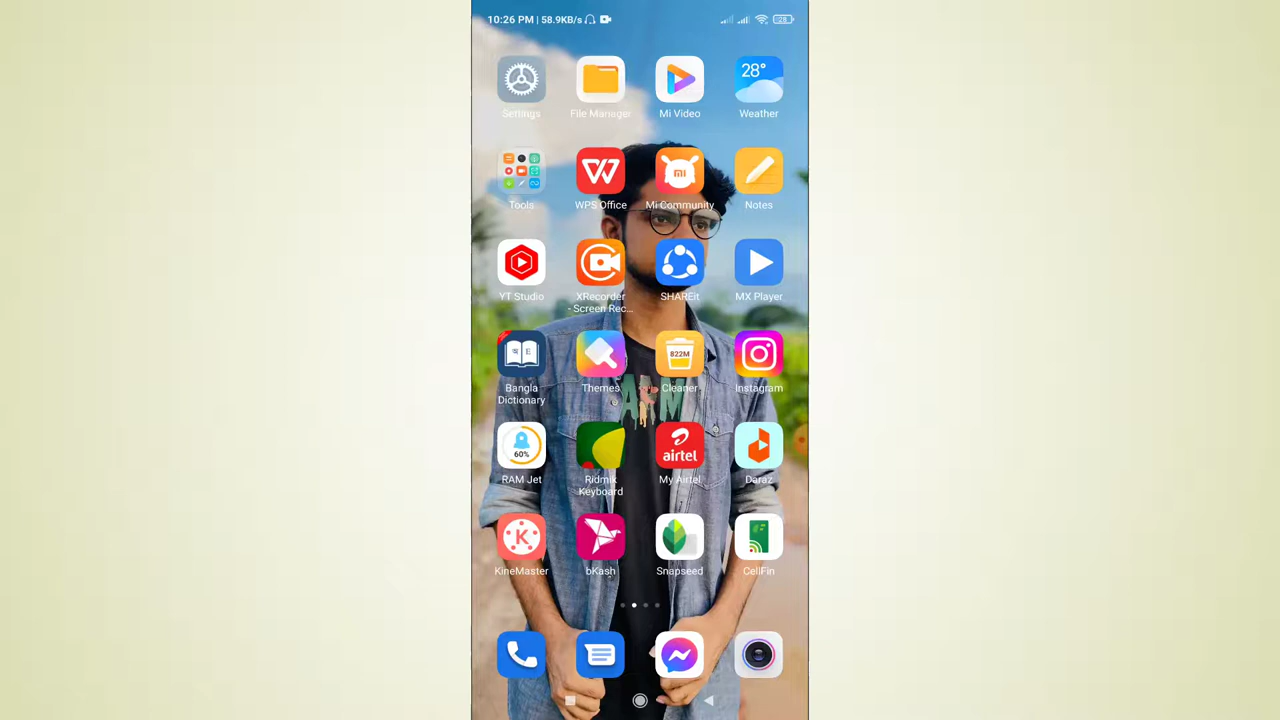 10:26 PM | 58.9KB/s
28
28°
Settings
File Manager
Mi Video
Weather
mi
Tools
WPS Office
Mi Community
Notes
YT Studio
XRecorder
- Screen Rec...
SHAREit
MX Player
অ E
822M
Bangla
Dictionary
Themes
Cleaner
Instagram
60%
airtel
RAM Jet
Ridmik
Keyboard
My Airtel
Daraz
K
KineMaster
bKash
Snapseed
CellFin